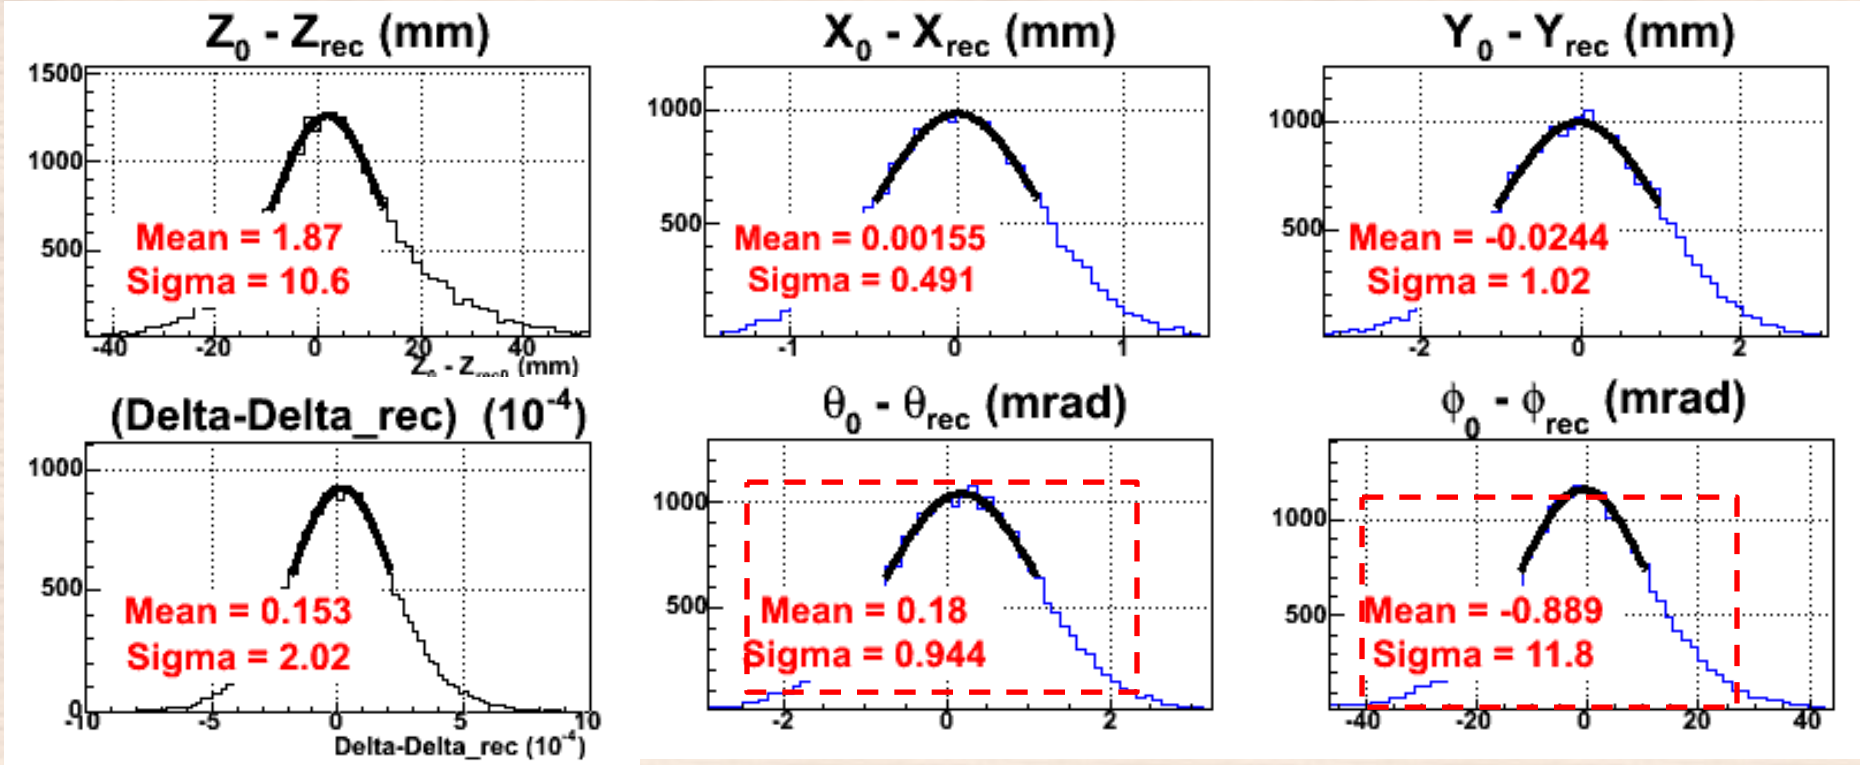 Z0 - Zrec (mm)
1500
1000
500
Mean = 1.87
Sigma = 10.6
-40 -20 0 20 40
Z0 - Zrec0 (mm)
X0 - Xrec (mm)
1000
500
Mean = 0.00155
Sigma = 0.491
-1 0 1
Y0 - Yrec (mm)
1000
500
Mean = -0.0244
Sigma = 1.02
-2 0 2
(Delta-Delta_rec) (10-4)
1000
500
0
Mean = 0.153
Sigma = 2.02
-10 -5 0 5 10
Delta-Delta_rec (10-4)
θ0 - θrec (mrad)
1000
500
Mean = 0.18
Sigma = 0.944
-2 0 2
ϕ0 - ϕrec (mrad)
1000
500
Mean = -0.889
Sigma = 11.8
-40 -20 0 20 40